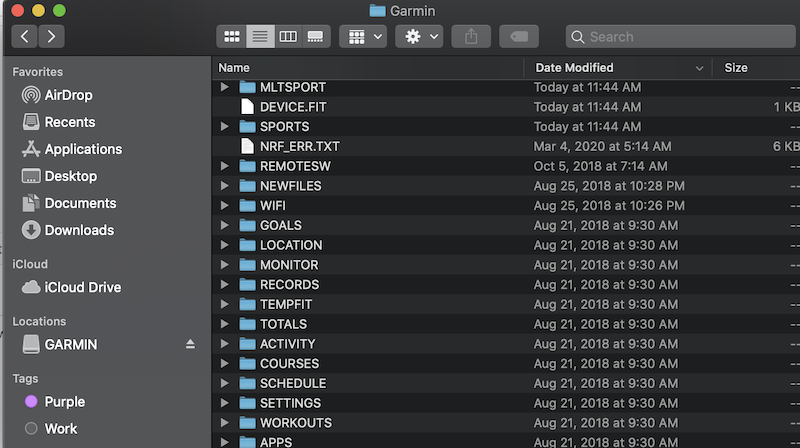 Garmin
Search
Favorites
AirDrop
Recents
Applications
Desktop
Documents
Downloads
iCloud
iCloud Drive
Locations
GARMIN
Tags
Purple
Work
Name Date Modified Size
MLTSPORT Today at 11:44 AM --
DEVICE.FIT Today at 11:44 AM 1 KB
SPORTS Today at 11:44 AM --
NRF_ERR.TXT Mar 4, 2020 at 5:14 AM 6 KB
REMOTESW Oct 5, 2018 at 7:14 AM --
NEWFILES Aug 25, 2018 at 10:28 PM --
WIFI Aug 25, 2018 at 10:26 PM --
GOALS Aug 21, 2018 at 9:30 AM --
LOCATION Aug 21, 2018 at 9:30 AM --
MONITOR Aug 21, 2018 at 9:30 AM --
RECORDS Aug 21, 2018 at 9:30 AM --
TEMPFIT Aug 21, 2018 at 9:30 AM --
TOTALS Aug 21, 2018 at 9:30 AM --
ACTIVITY Aug 21, 2018 at 9:30 AM --
COURSES Aug 21, 2018 at 9:30 AM --
SCHEDULE Aug 21, 2018 at 9:30 AM --
SETTINGS Aug 21, 2018 at 9:30 AM --
WORKOUTS Aug 21, 2018 at 9:30 AM --
APPS Aug 21, 2018 at 9:30 AM --